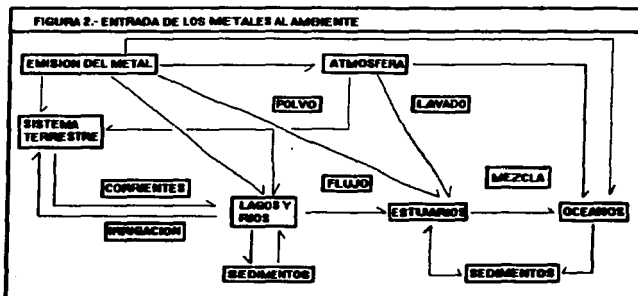 FIGURA 2.- ENTRADA DE LOS METALES AL AMBIENTE
EMISION DEL METAL
ATMOSFERA
POLVO
LAVADO
SISTEMA
TERRESTRE
CORRIENTES
FLUJO
MEZCLA
LAGOS Y
RIOS
ESTUARIOS
OCEANOS
IRRIGACION
SEDIMENTOS
SEDIMENTOS